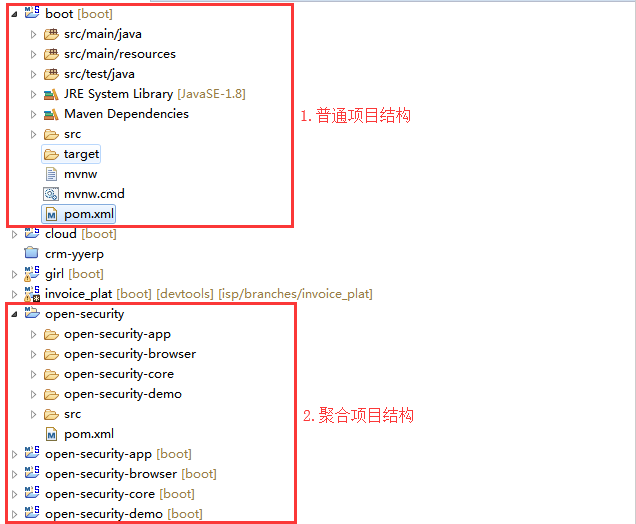 boot [boot]
src/main/java
src/main/resources
src/test/java
JRE System Library [JavaSE-1.8]
Maven Dependencies
1.普通项目结构
src
target
mvnw
mvnw.cmd
pom.xml
cloud [boot]
crm-yyerp
girl [boot]
invoice_plat [boot] [devtools] [isp/branches/invoice_plat]
open-security
open-security-app
open-security-browser
open-security-core
open-security-demo
src
2.聚合项目结构
pom.xml
open-security-app [boot]
open-security-browser [boot]
open-security-core [boot]
open-security-demo [boot]